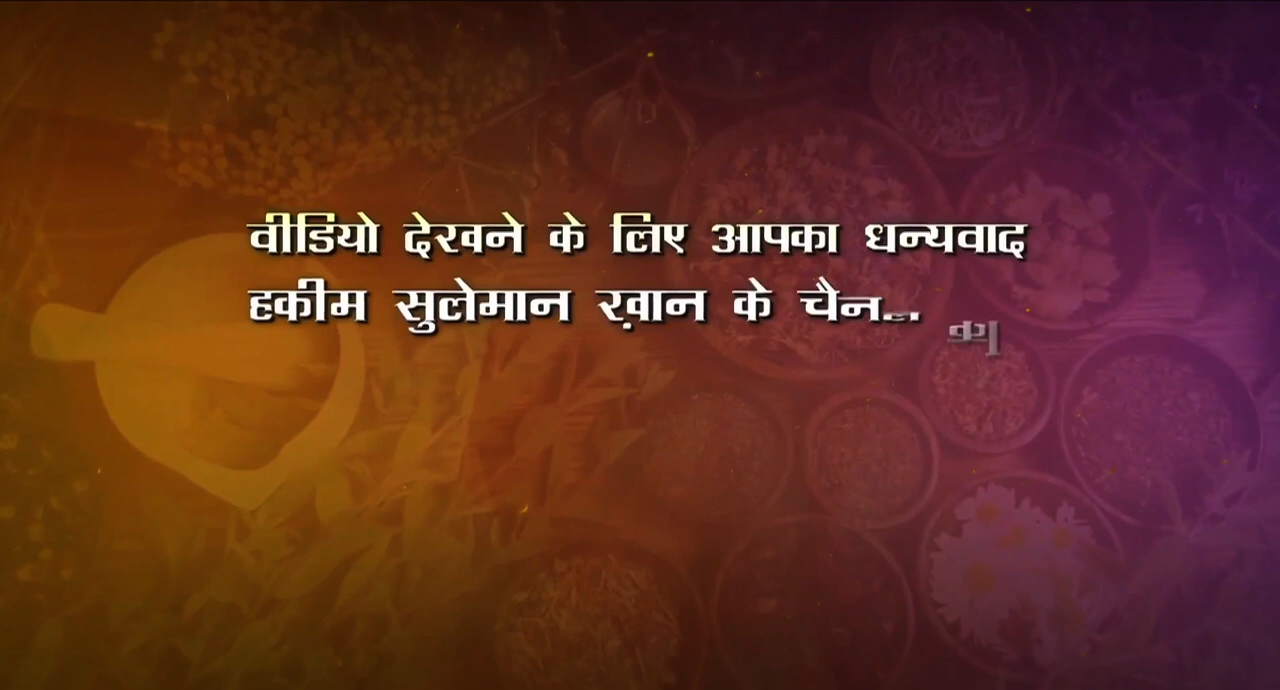 वीडियो देखने के लिए आपका धन्यवाद
हकीम सुलेमान ख़ान के